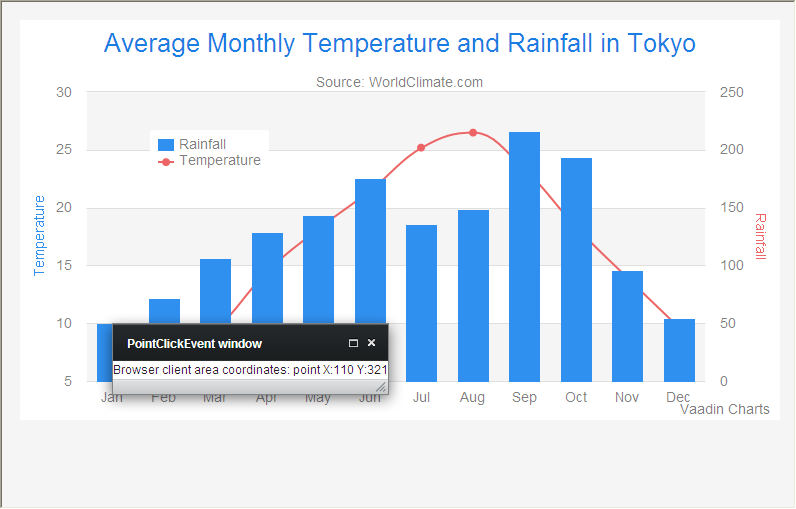 Average Monthly Temperature and Rainfall in Tokyo
Source: WorldClimate.com
30
25
20
15
10
5
Temperature
Rainfall
Temperature
250
200
150
100
50
0
Rainfall
PointClickEvent window
Browser client area coordinates: point X:110 Y:321
Jan Feb Mar Apr May Jun Jul Aug Sep Oct Nov Dec
Vaadin Charts